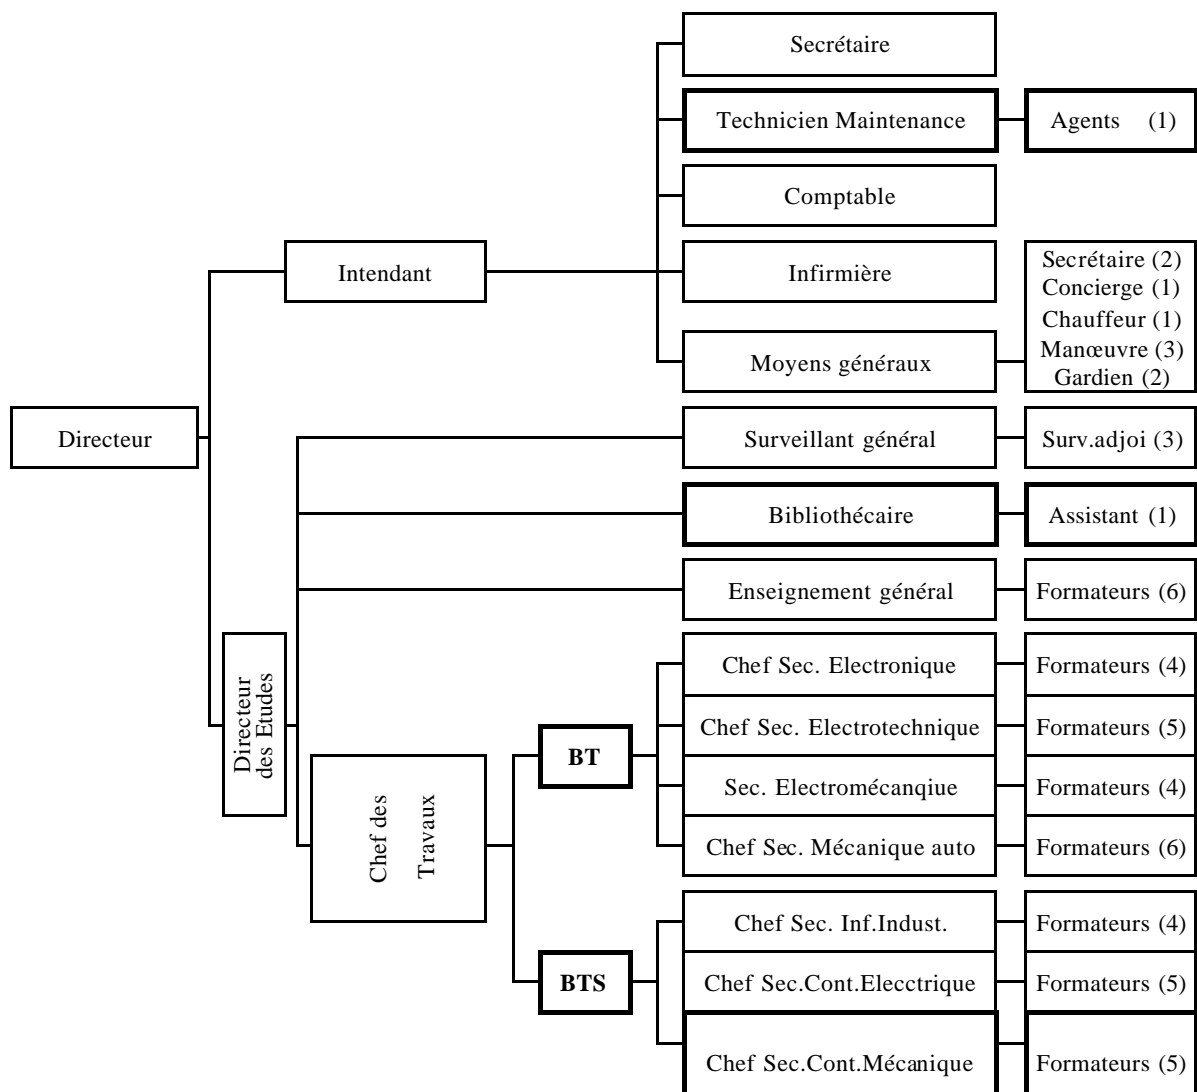 Secrétaire
Technicien Maintenance
Agents (1)
Comptable
Intendant
Infirmière
Secrétaire (2)
Concierge (1)
Chauffeur (1)
Manœuvre (3)
Gardien (2)
Moyens généraux
Directeur
Surveillant général
Surv.adjoi (3)
Bibliothécaire
Assistant (1)
Enseignement général
Formateurs (6)
Directeur
des Etudes
Chef des
Travaux
BT
Chef Sec. Electronique
Formateurs (4)
Chef Sec. Electrotechnique
Formateurs (5)
Sec. Electromécanqiue
Formateurs (4)
Chef Sec. Mécanique auto
Formateurs (6)
BTS
Chef Sec. Inf.Indust.
Formateurs (4)
Chef Sec.Cont.Elecctrique
Formateurs (5)
Chef Sec.Cont.Mécanique
Formateurs (5)